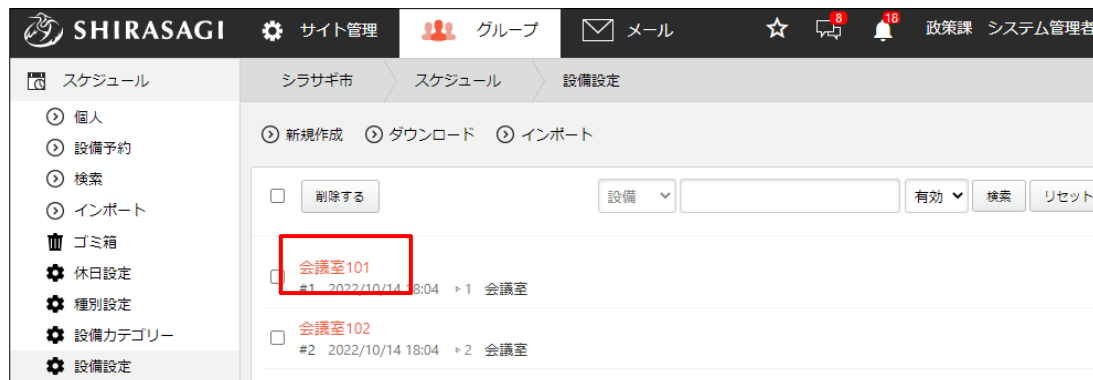 SHIRASAGI サイト管理 グループ メール 8 18 政策課 システム管理者
スケジュール
シラサギ市 スケジュール 設備設定
個人
設備予約
検索
インポート
ゴミ箱
休日設定
種別設定
設備カテゴリー
設備設定
新規作成 ダウンロード インポート
削除する 設備 有効 検索 リセット
会議室101
#1 2022/10/14 18:04 1 会議室
会議室102
#2 2022/10/14 18:04 2 会議室